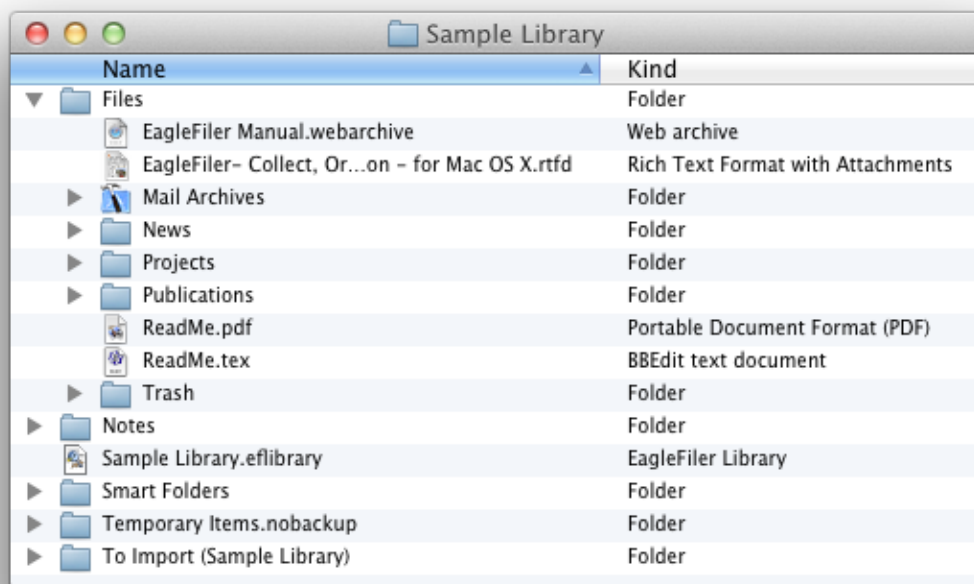 Sample Library
Name Kind
Files Folder
EagleFiler Manual.webarchive Web archive
EagleFiler- Collect, Or...on - for Mac OS X.rtfd Rich Text Format with Attachments
Mail Archives Folder
News Folder
Projects Folder
Publications Folder
ReadMe.pdf Portable Document Format (PDF)
ReadMe.tex BBEdit text document
Trash Folder
Notes Folder
Sample Library.eflibrary EagleFiler Library
Smart Folders Folder
Temporary Items.nobackup Folder
To Import (Sample Library) Folder